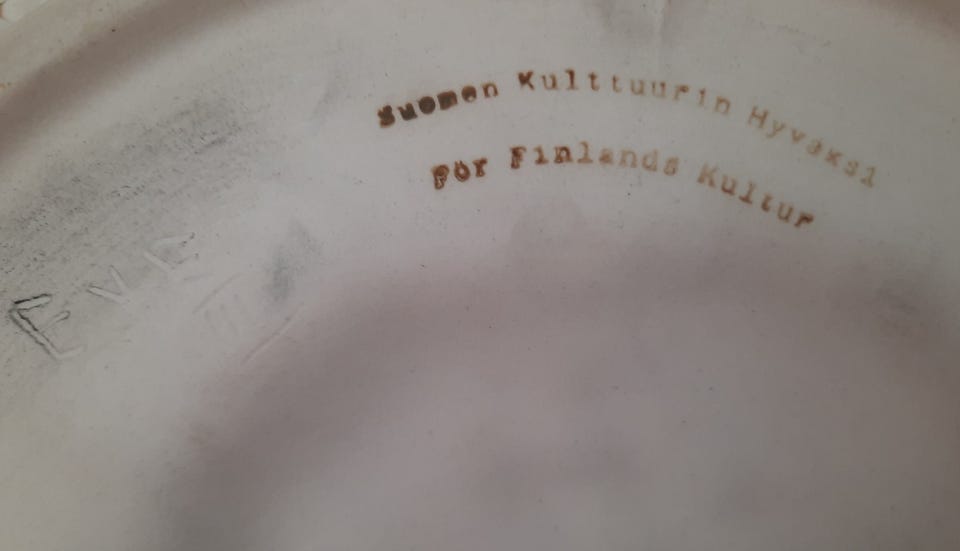 Suomen Kulttuurin Hyväksi
För Finlands Kultur